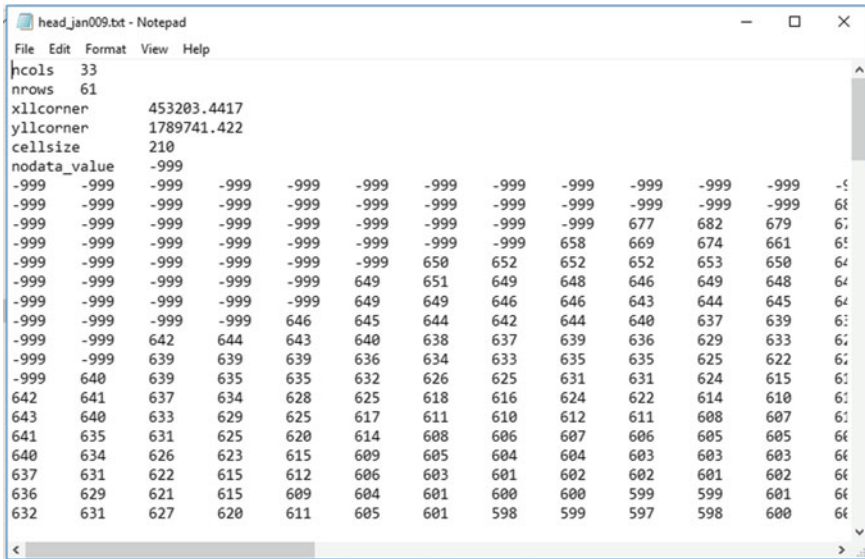 head_jan009.txt - Notepad
File Edit Format View Help
ncols 33
nrows 61
xllcorner 453203.4417
yllcorner 1789741.422
cellsize 210
nodata_value -999
-999 -999 -999 -999 -999 -999 -999 -999 -999 -999 -999 -999
-999 -999 -999 -999 -999 -999 -999 -999 -999 -999 -999 -999
-999 -999 -999 -999 -999 -999 -999 -999 -999 677 682 679
-999 -999 -999 -999 -999 -999 -999 -999 658 669 674 661
-999 -999 -999 -999 -999 -999 650 652 652 652 653 650
-999 -999 -999 -999 -999 649 651 649 648 646 649 648
-999 -999 -999 -999 -999 649 649 646 646 643 644 645
-999 -999 -999 -999 646 645 644 642 644 640 637 639
-999 -999 642 644 643 640 638 637 639 636 629 633
-999 -999 639 639 639 636 634 633 635 635 625 622
-999 640 639 635 635 632 626 625 631 631 624 615
642 641 637 634 628 625 618 616 624 622 614 610
643 640 633 629 625 617 611 610 612 611 608 607
641 635 631 625 620 614 608 606 607 606 605 605
640 634 626 623 615 609 605 604 604 603 603 603
637 631 622 615 612 606 603 601 602 602 601 602
636 629 621 615 609 604 601 600 600 599 599 601
632 631 627 620 611 605 601 598 599 597 598 600